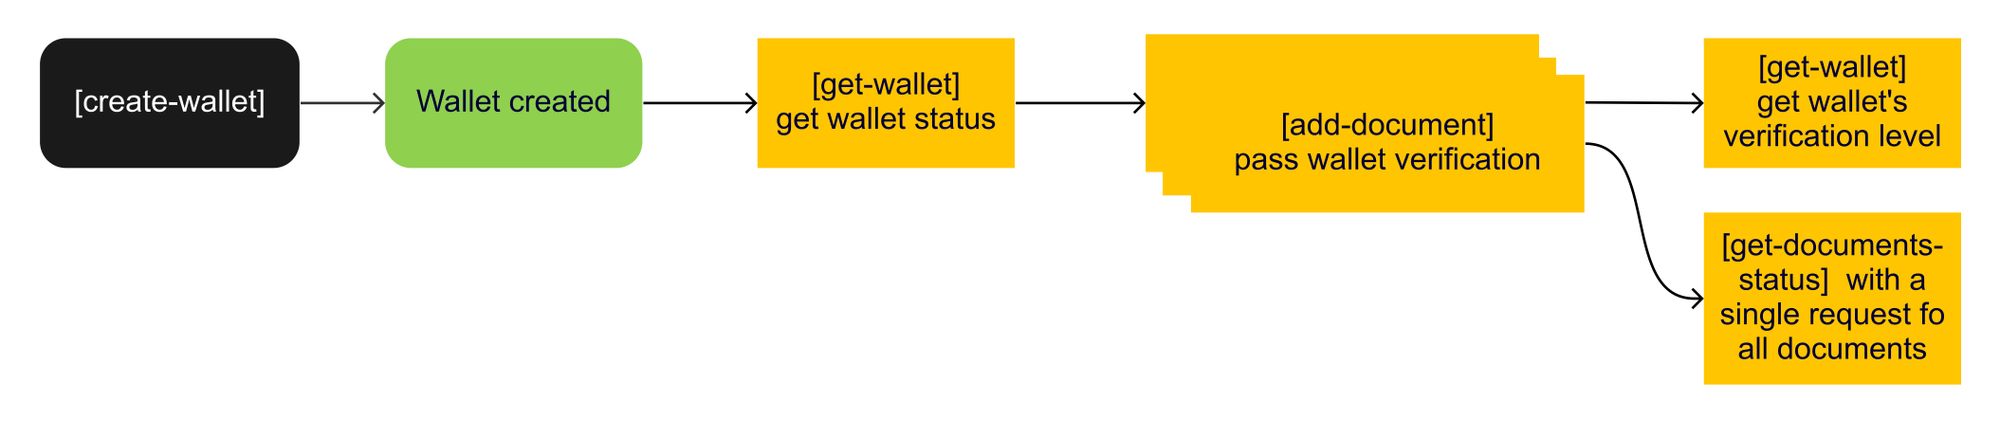 [create-wallet]
Wallet created
[get-wallet]
get wallet status
[add-document]
pass wallet verification
[get-wallet]
get wallet's
verification level
[get-documents-
status]  with a
single request fo
all documents